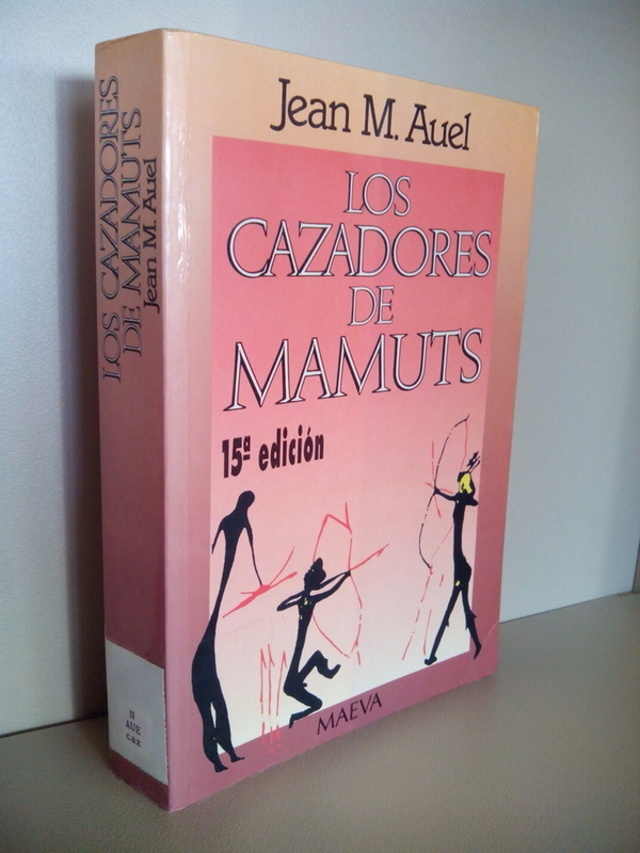 Jean M. Auel
LOS
CAZADORES
DE
MAMUTS
15ª edición
MAEVA
LOS CAZADORES
DE MAMUTS
Jean M. Auel
N
AUE
caz